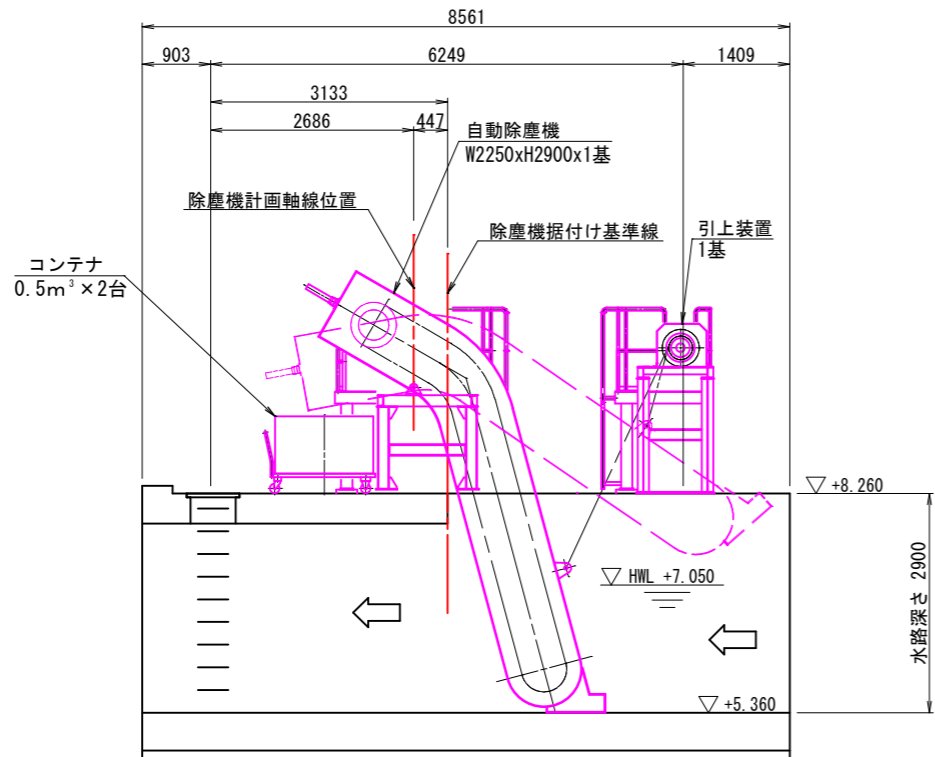 8561
903
6249
1409
3133
2686
447
自動除塵機
W2250xH2900x1基
除塵機計画軸線位置
除塵機据付け基準線
引上装置
1基
コンテナ
0.5m³×2台
▽ +8.260
▽ HWL +7.050
水路深さ 2900
▽ +5.360